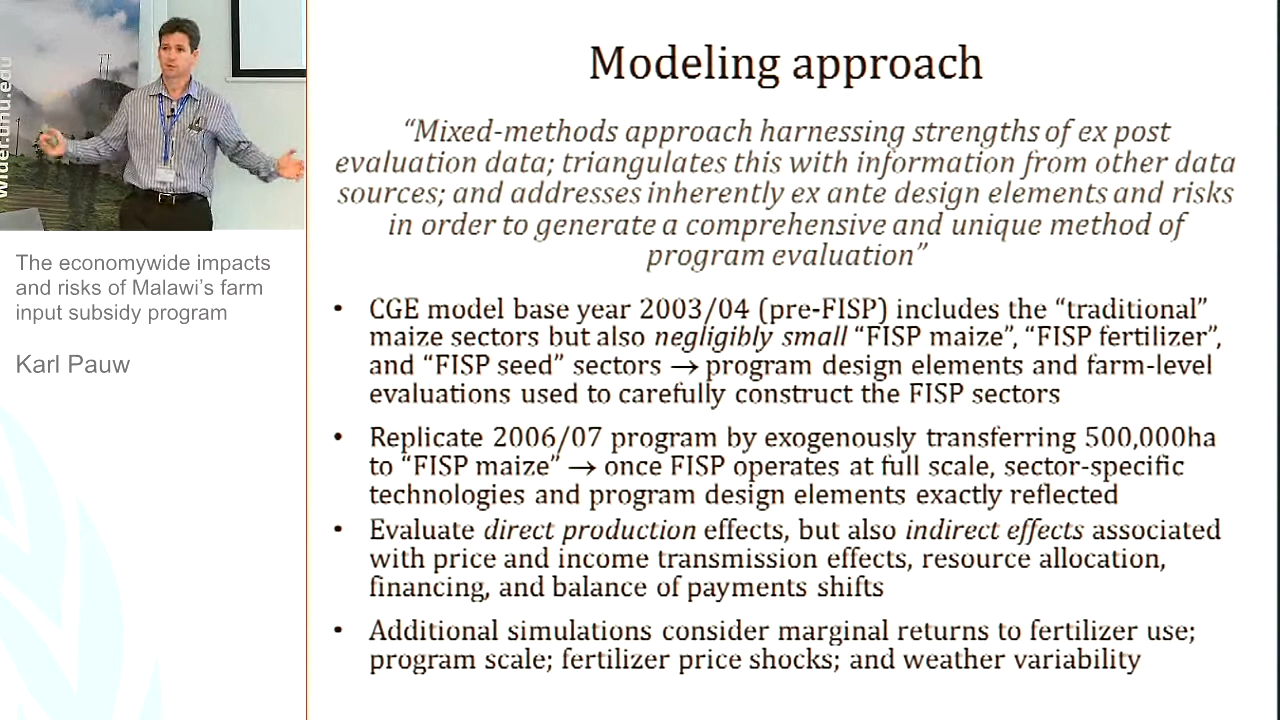 wider.unu.edu
The economywide impacts
and risks of Malawi's farm
input subsidy program
Karl Pauw
Modeling approach
“Mixed-methods approach harnessing strengths of ex post
evaluation data; triangulates this with information from other data
sources; and addresses inherently ex ante design elements and risks
in order to generate a comprehensive and unique method of
program evaluation”
• CGE model base year 2003/04 (pre-FISP) includes the “traditional”
maize sectors but also negligibly small “FISP maize”, “FISP fertilizer”,
and “FISP seed” sectors → program design elements and farm-level
evaluations used to carefully construct the FISP sectors
• Replicate 2006/07 program by exogenously transferring 500,000ha
to “FISP maize” → once FISP operates at full scale, sector-specific
technologies and program design elements exactly reflected
• Evaluate direct production effects, but also indirect effects associated
with price and income transmission effects, resource allocation,
financing, and balance of payments shifts
• Additional simulations consider marginal returns to fertilizer use;
program scale; fertilizer price shocks; and weather variability